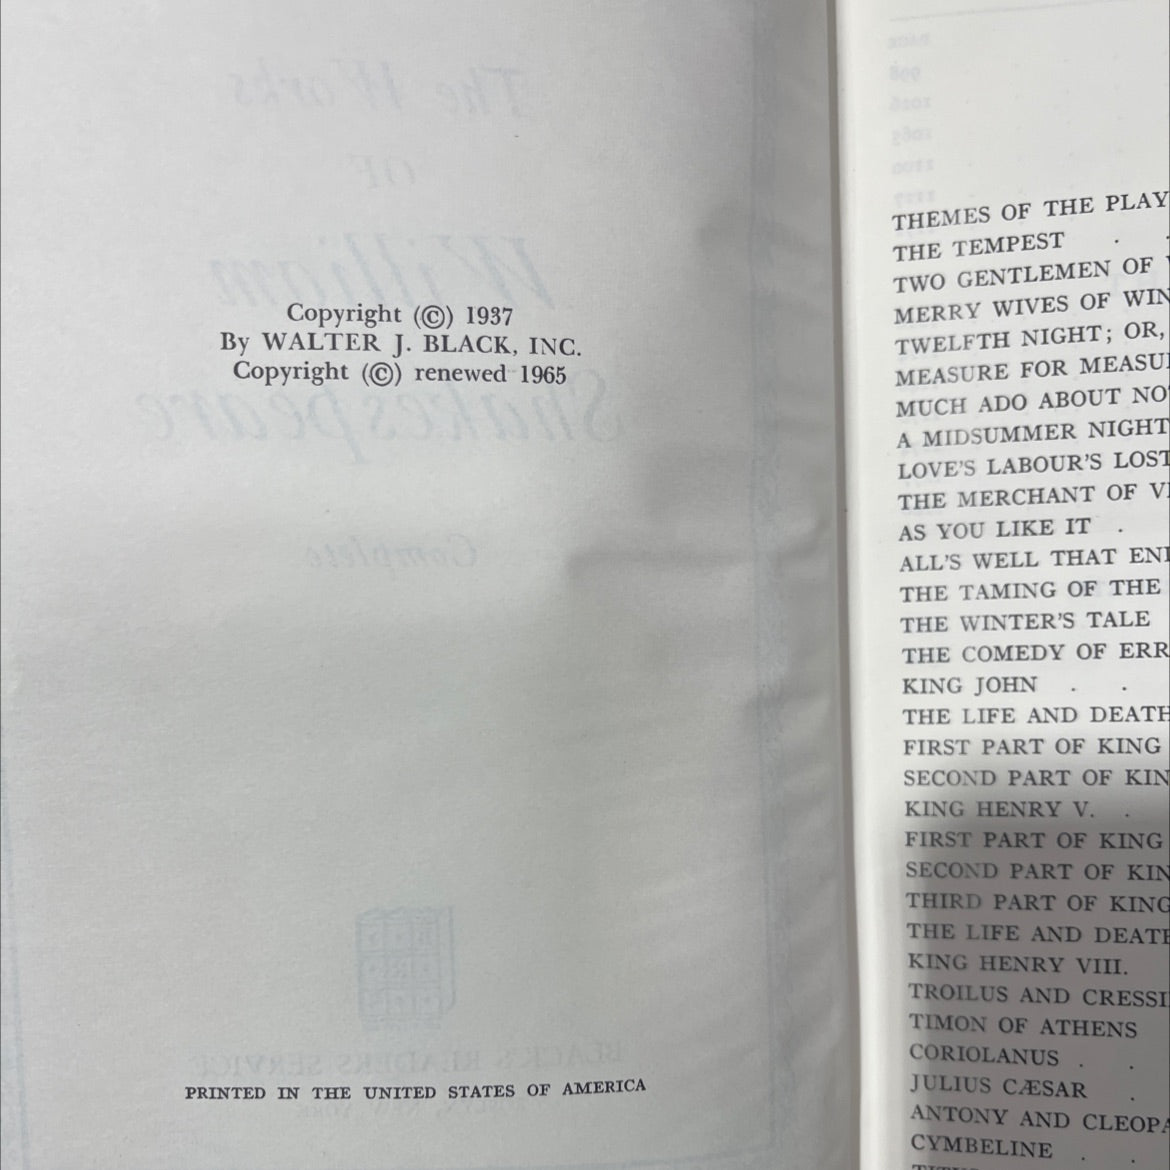 Copyright (©) 1937
By WALTER J. BLACK, INC.
Copyright (©) renewed 1965
PRINTED IN THE UNITED STATES OF AMERICA
THEMES OF THE PLAY
THE TEMPEST . .
TWO GENTLEMEN OF
MERRY WIVES OF WIN
TWELFTH NIGHT; OR,
MEASURE FOR MEASU
MUCH ADO ABOUT NO
A MIDSUMMER NIGHT
LOVE'S LABOUR'S LOST
THE MERCHANT OF V
AS YOU LIKE IT .
ALL'S WELL THAT EN
THE TAMING OF THE
THE WINTER'S TALE
THE COMEDY OF ERR
KING JOHN . .
THE LIFE AND DEATH
FIRST PART OF KING
SECOND PART OF KIN
KING HENRY V. .
FIRST PART OF KING
SECOND PART OF KIN
THIRD PART OF KING
THE LIFE AND DEATH
KING HENRY VIII.
TROILUS AND CRESSI
TIMON OF ATHENS
CORIOLANUS . .
JULIUS CÆSAR .
ANTONY AND CLEOPA
CYMBELINE . .